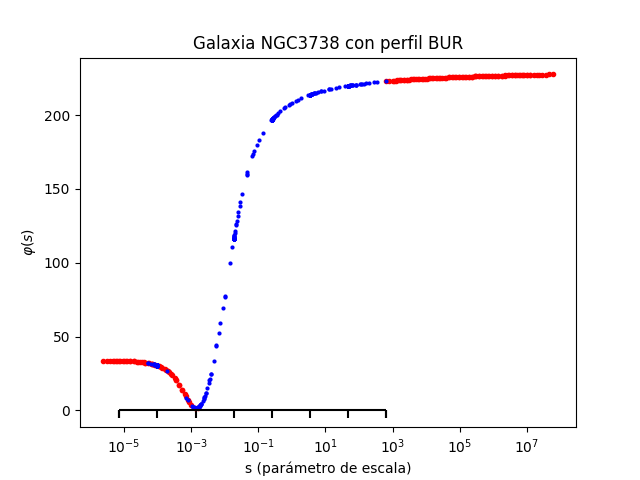 Galaxia NGC3738 con perfil BUR
φ(s)
200
150
100
50
0
10⁻⁵ 10⁻³ 10⁻¹ 10¹ 10³ 10⁵ 10⁷
s (parámetro de escala)